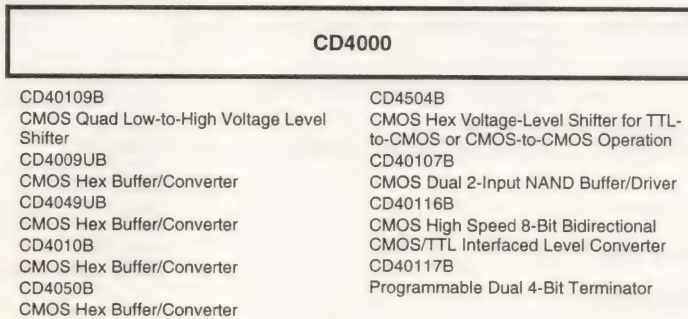 CD4000
CD40109B
CMOS Quad Low-to-High Voltage Level
Shifter
CD4009UB
CMOS Hex Buffer/Converter
CD4049UB
CMOS Hex Buffer/Converter
CD4010B
CMOS Hex Buffer/Converter
CD4050B
CMOS Hex Buffer/Converter
CD4504B
CMOS Hex Voltage-Level Shifter for TTL-
to-CMOS or CMOS-to-CMOS Operation
CD40107B
CMOS Dual 2-Input NAND Buffer/Driver
CD40116B
CMOS High Speed 8-Bit Bidirectional
CMOS/TTL Interfaced Level Converter
CD40117B
Programmable Dual 4-Bit Terminator